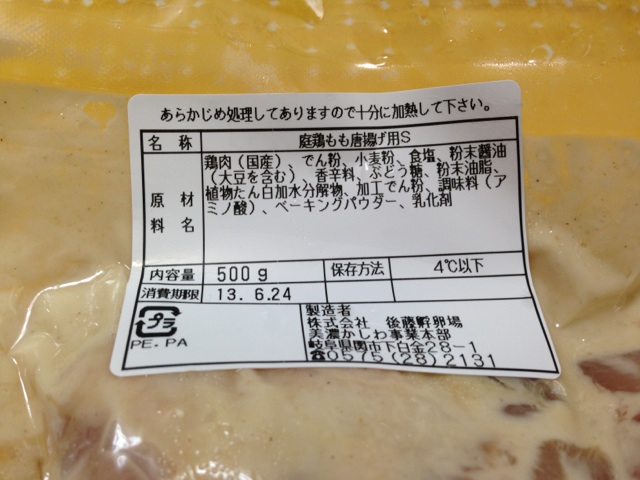 あらかじめ処理してありますので十分に加熱して下さい。
名　称　庭鶏もも唐揚げ用S
原材料名
鶏肉（国産）、でん粉、小麦粉、食塩、粉末醤油
（大豆を含む）、香辛料、ぶどう糖、粉末油脂、
植物たん白加水分解物、加工でん粉、調味料（ア
ミノ酸）、ベーキングパウダー、乳化剤
内容量　500g　保存方法　4℃以下
消費期限　13. 6.24
プラ
PE.PA
製造者
株式会社　後藤孵卵場
美濃かしわ事業本部
岐阜県関市下白金28-1
☎0575(28)2131